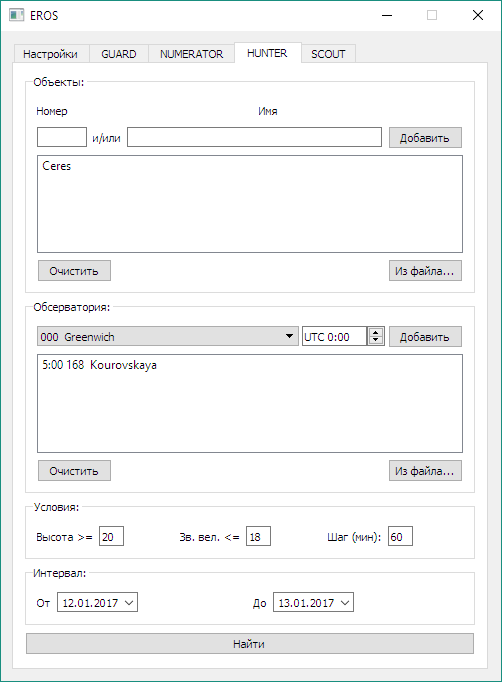 EROS
Настройки GUARD NUMERATOR HUNTER SCOUT
Объекты:
Номер Имя
и/или Добавить
Ceres
Очистить Из файла...
Обсерватория:
000 Greenwich UTC 0:00 Добавить
5:00 168 Kourovskaya
Очистить Из файла...
Условия:
Высота >= 20 Зв. вел. <= 18 Шаг (мин): 60
Интервал:
От 12.01.2017 До 13.01.2017
Найти